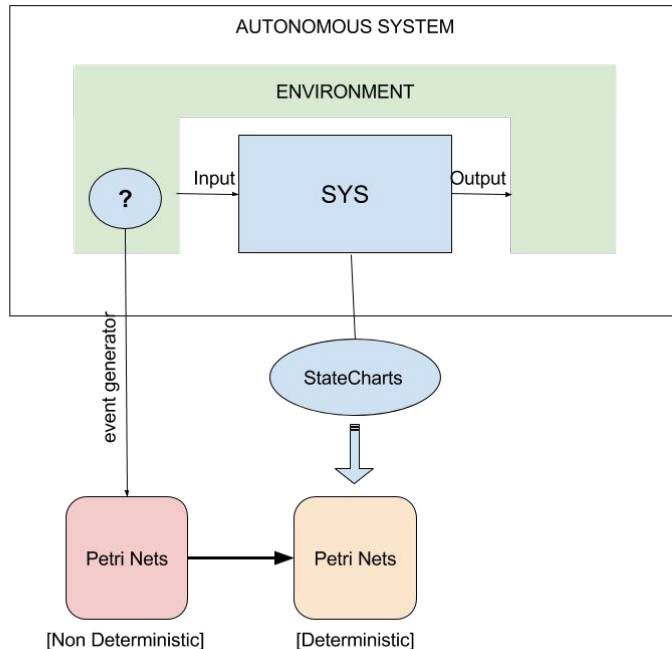 AUTONOMOUS SYSTEM
ENVIRONMENT
?
Input
SYS
Output
event generator
StateCharts
Petri Nets
Petri Nets
[Non Deterministic]
[Deterministic]